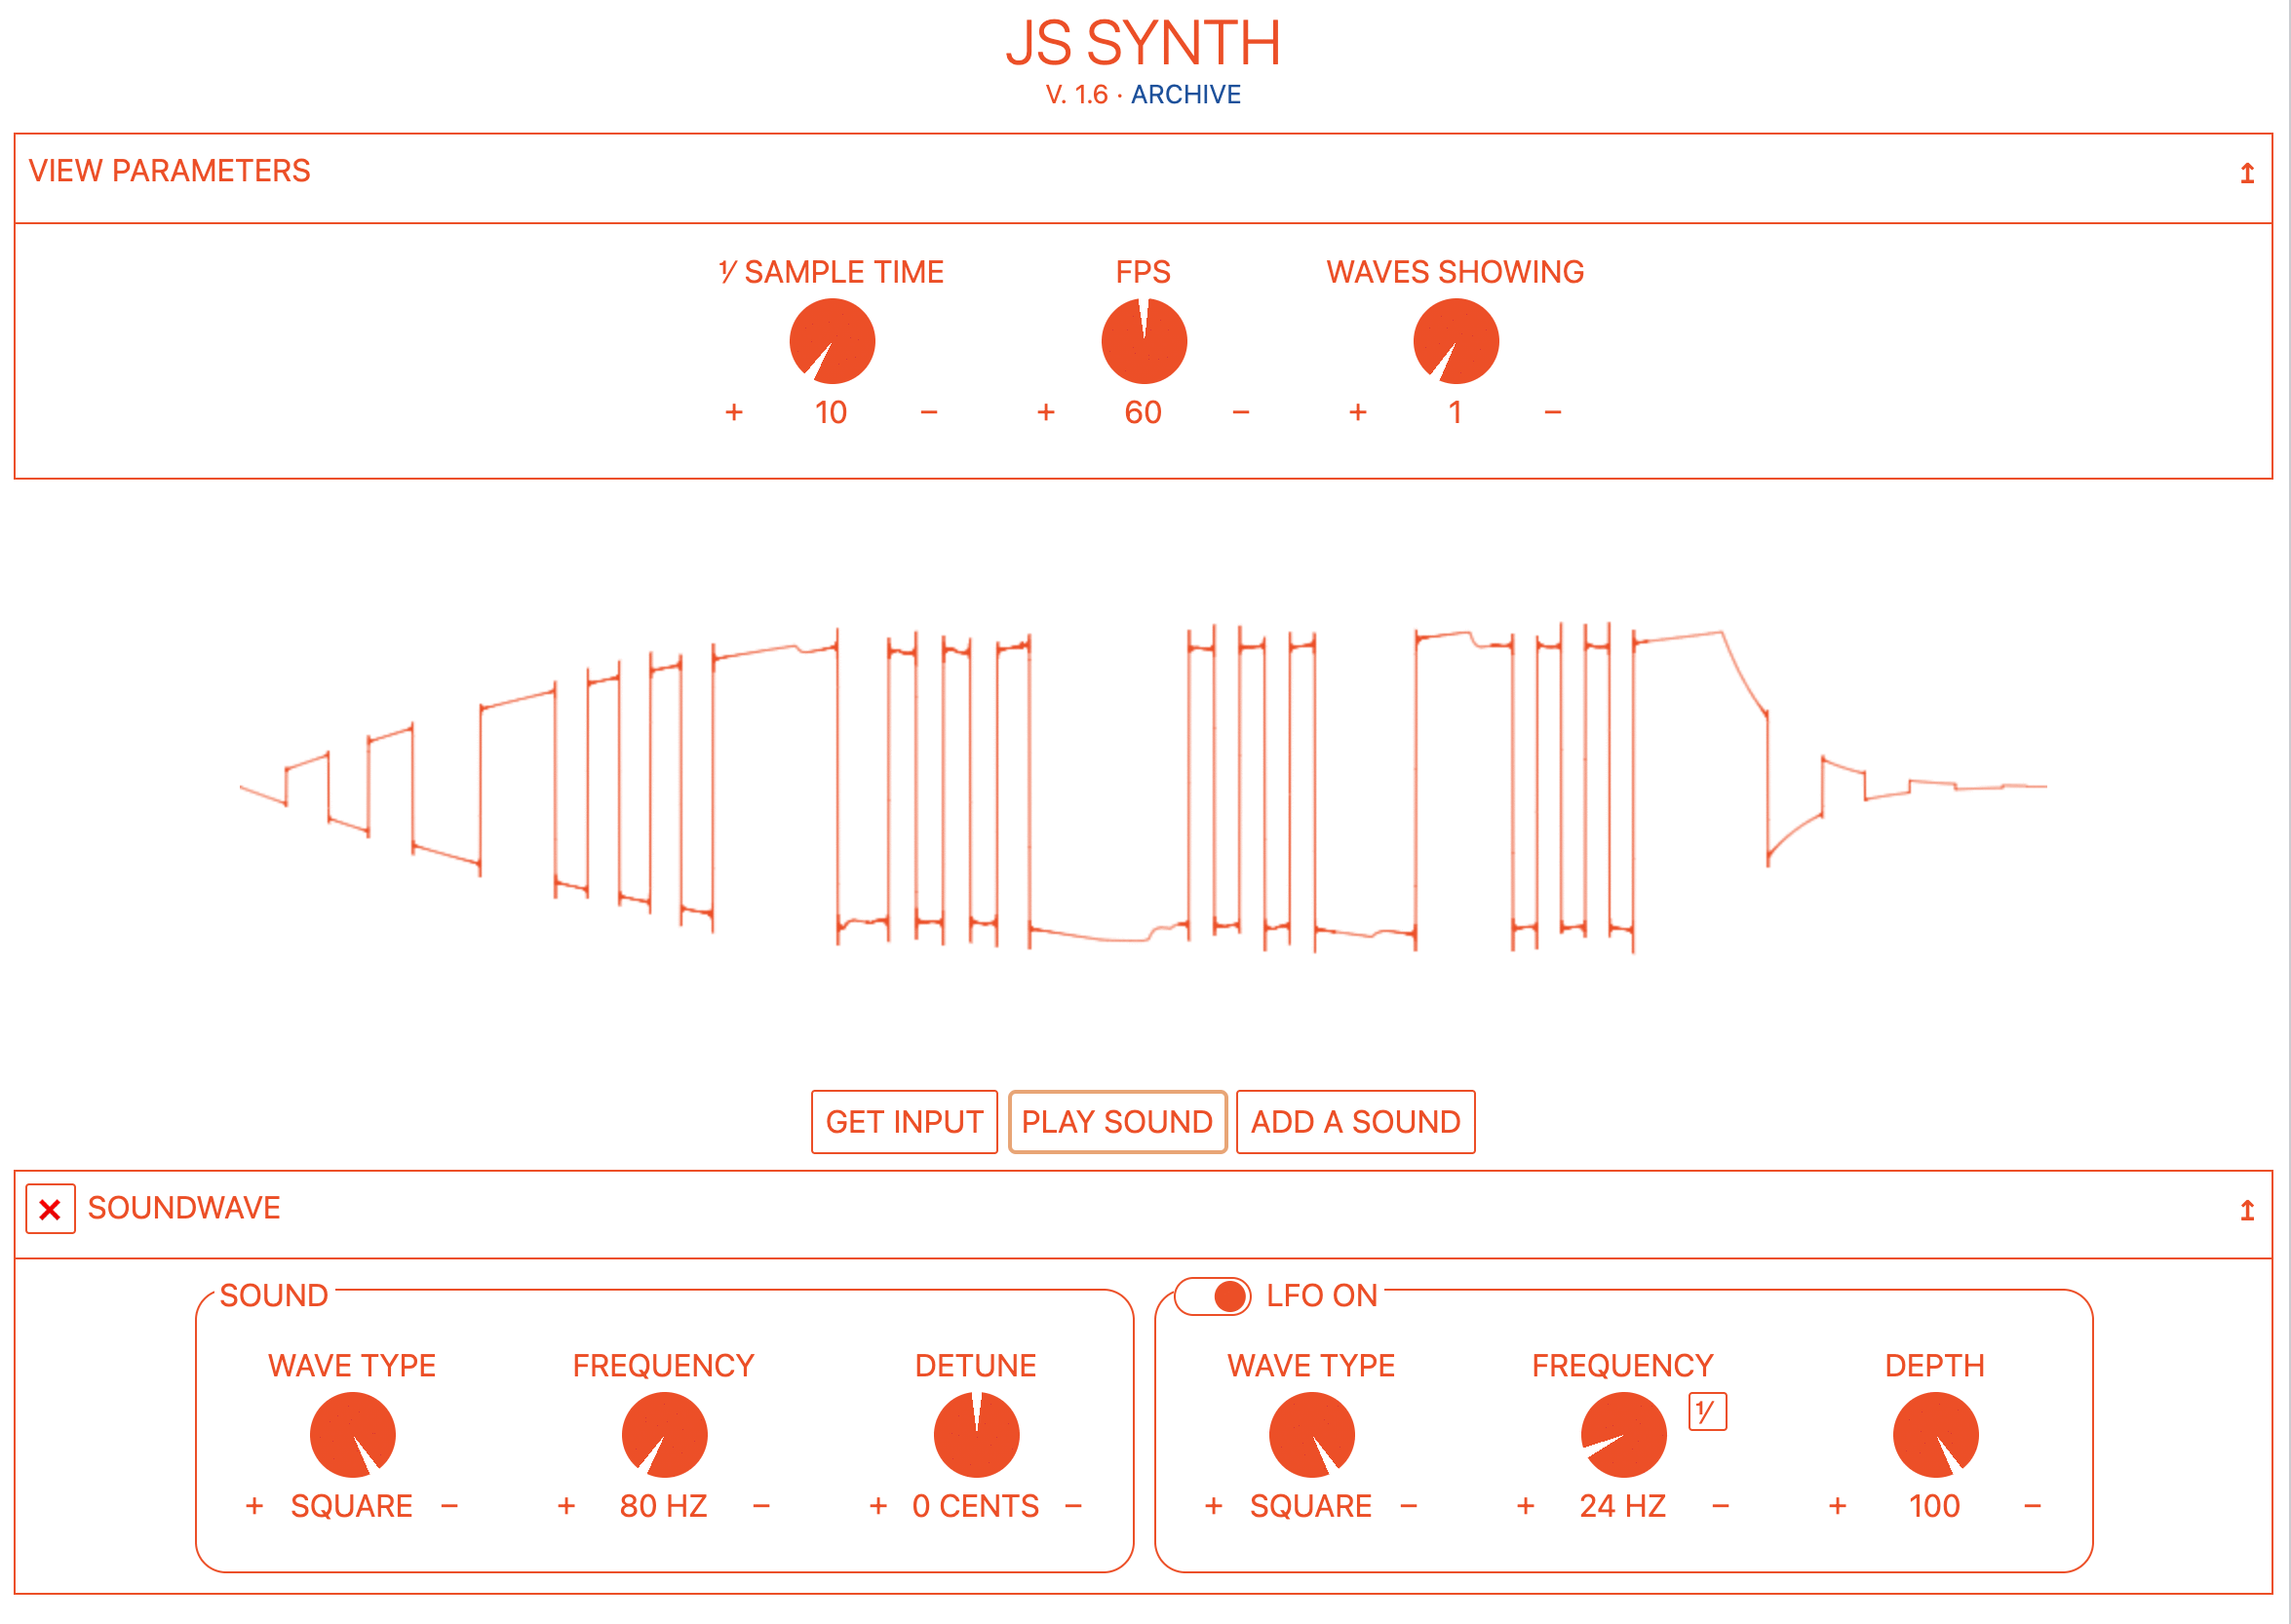 JS SYNTH
V. 1.6 · ARCHIVE
VIEW PARAMETERS ↥
⅟ SAMPLE TIME FPS WAVES SHOWING
+ 10 − + 60 − + 1 −
GET INPUT PLAY SOUND ADD A SOUND
× SOUNDWAVE ↥
SOUND LFO ON
WAVE TYPE FREQUENCY DETUNE WAVE TYPE FREQUENCY DEPTH
⅟
+ SQUARE − + 80 HZ − + 0 CENTS − + SQUARE − + 24 HZ − + 100 −